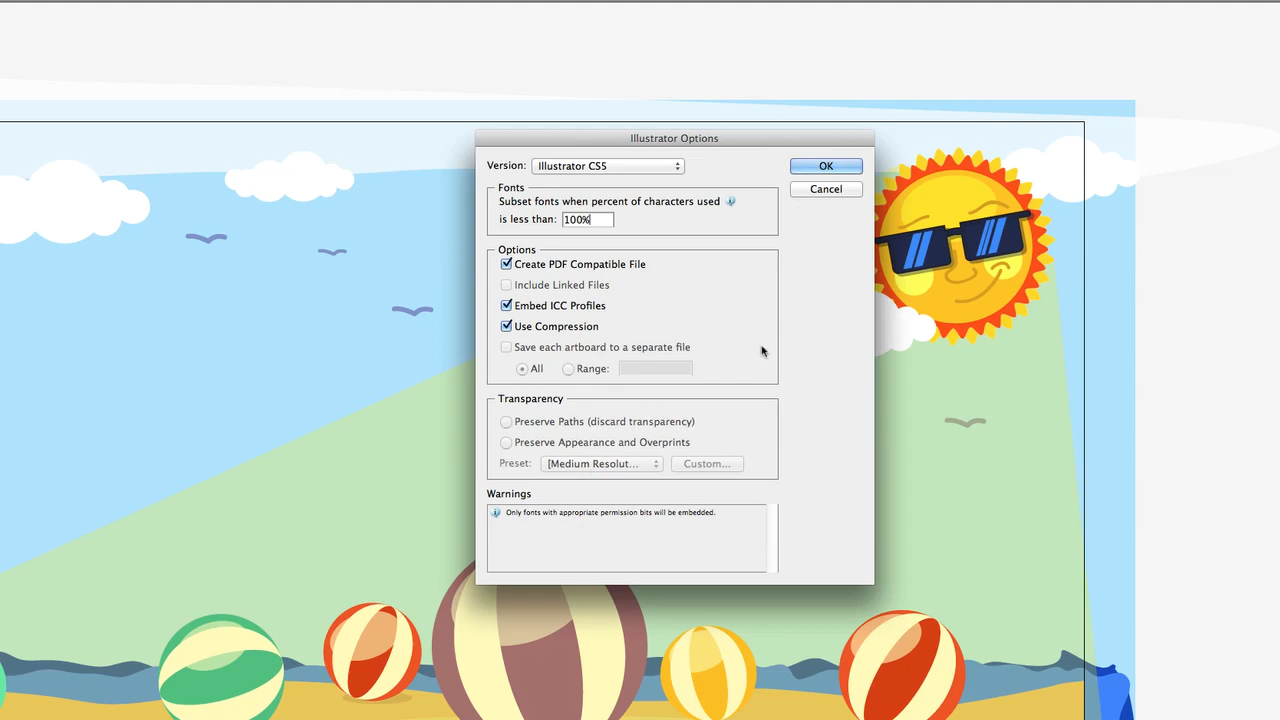 Illustrator Options
Version: Illustrator CS5
OK
Cancel
Fonts
Subset fonts when percent of characters used
is less than: 100%
Options
Create PDF Compatible File
Include Linked Files
Embed ICC Profiles
Use Compression
Save each artboard to a separate file
All Range:
Transparency
Preserve Paths (discard transparency)
Preserve Appearance and Overprints
Preset: [Medium Resolut... Custom...
Warnings
Only fonts with appropriate permission bits will be embedded.